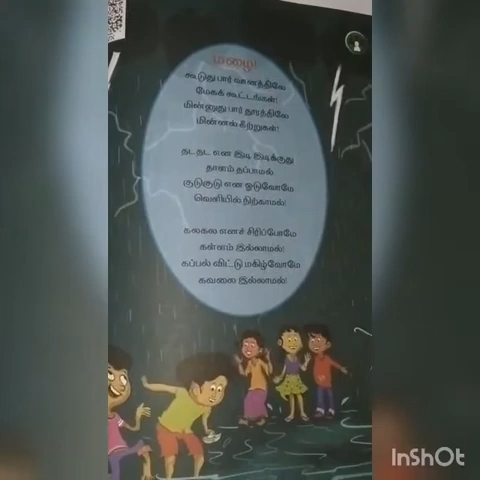 மழை!
கூடுது பார் வானத்திலே
மேகக் கூட்டங்கள்!
மின்னுது பார் தூரத்திலே
மின்னல் கீற்றுகள்!
தடதட என இடி இடிக்குது
தாளம் தப்பாமல்
குடுகுடு என ஓடுவோமே
வெளியில் நிற்காமல்!
கலகல எனச் சிரிப்போமே
கள்ளம் இல்லாமல்!
கப்பல் விட்டு மகிழ்வோமே
கவலை இல்லாமல்!
InShOt